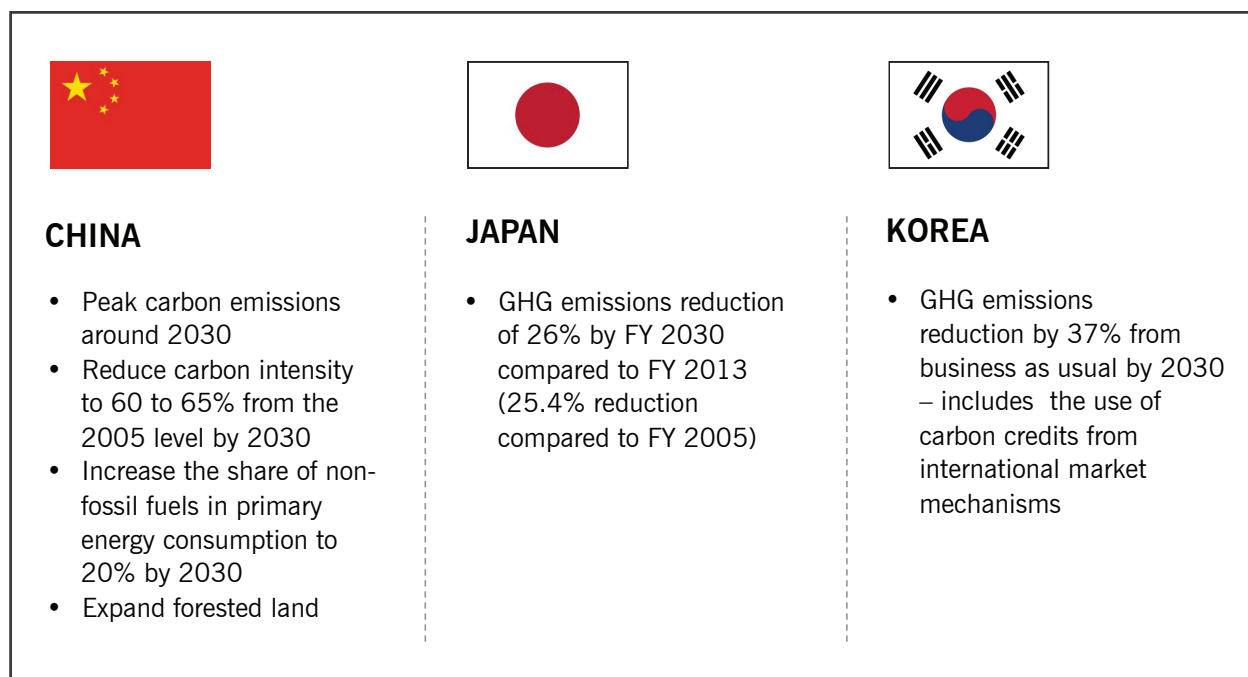 CHINA
• Peak carbon emissions
around 2030
• Reduce carbon intensity
to 60 to 65% from the
2005 level by 2030
• Increase the share of non-
fossil fuels in primary
energy consumption to
20% by 2030
• Expand forested land
JAPAN
• GHG emissions reduction
of 26% by FY 2030
compared to FY 2013
(25.4% reduction
compared to FY 2005)
KOREA
• GHG emissions
reduction by 37% from
business as usual by 2030
– includes the use of
carbon credits from
international market
mechanisms